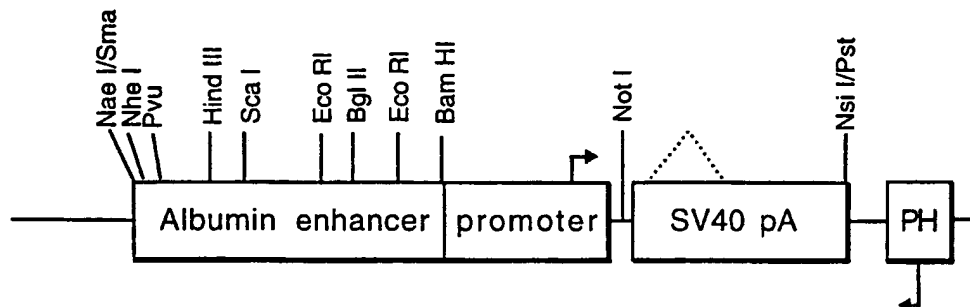 Nae I/Sma
Nhe I
Pvu
Hind III
Sca I
Eco RI
Bgl II
Eco RI
Bam HI
Not I
Nsi I/Pst
Albumin enhancer
promoter
SV40 pA
PH